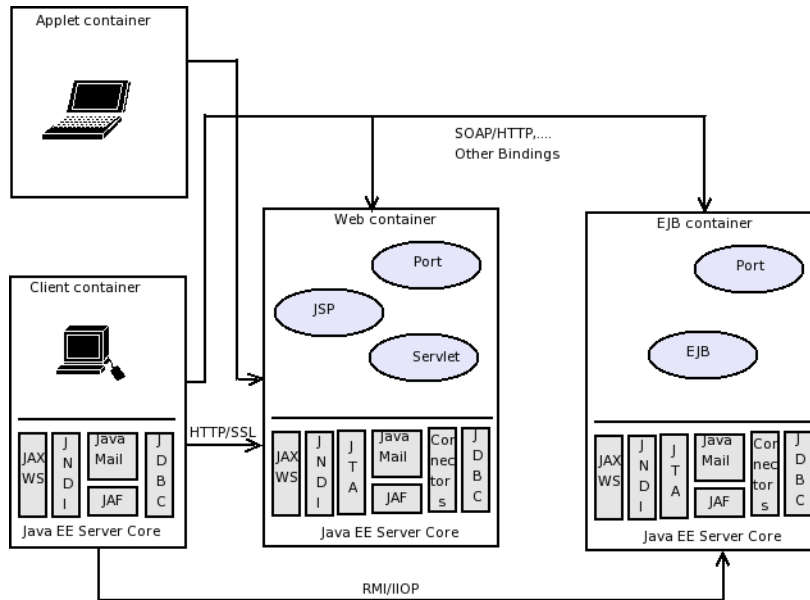 Applet container
SOAP/HTTP,....
Other Bindings
Web container
Port
JSP
Servlet
EJB container
Port
EJB
Client container
HTTP/SSL
JAX
WS
J
N
D
I
Java
Mail
JAF
J
D
B
C
Java EE Server Core
JAX
WS
J
N
D
I
J
T
A
Java
Mail
JAF
Cor
nec
tor
s
J
D
B
C
Java EE Server Core
JAX
WS
J
N
D
I
J
T
A
Java
Mail
JAF
Cor
nec
tor
s
J
D
B
C
Java EE Server Core
RMI/IIOP